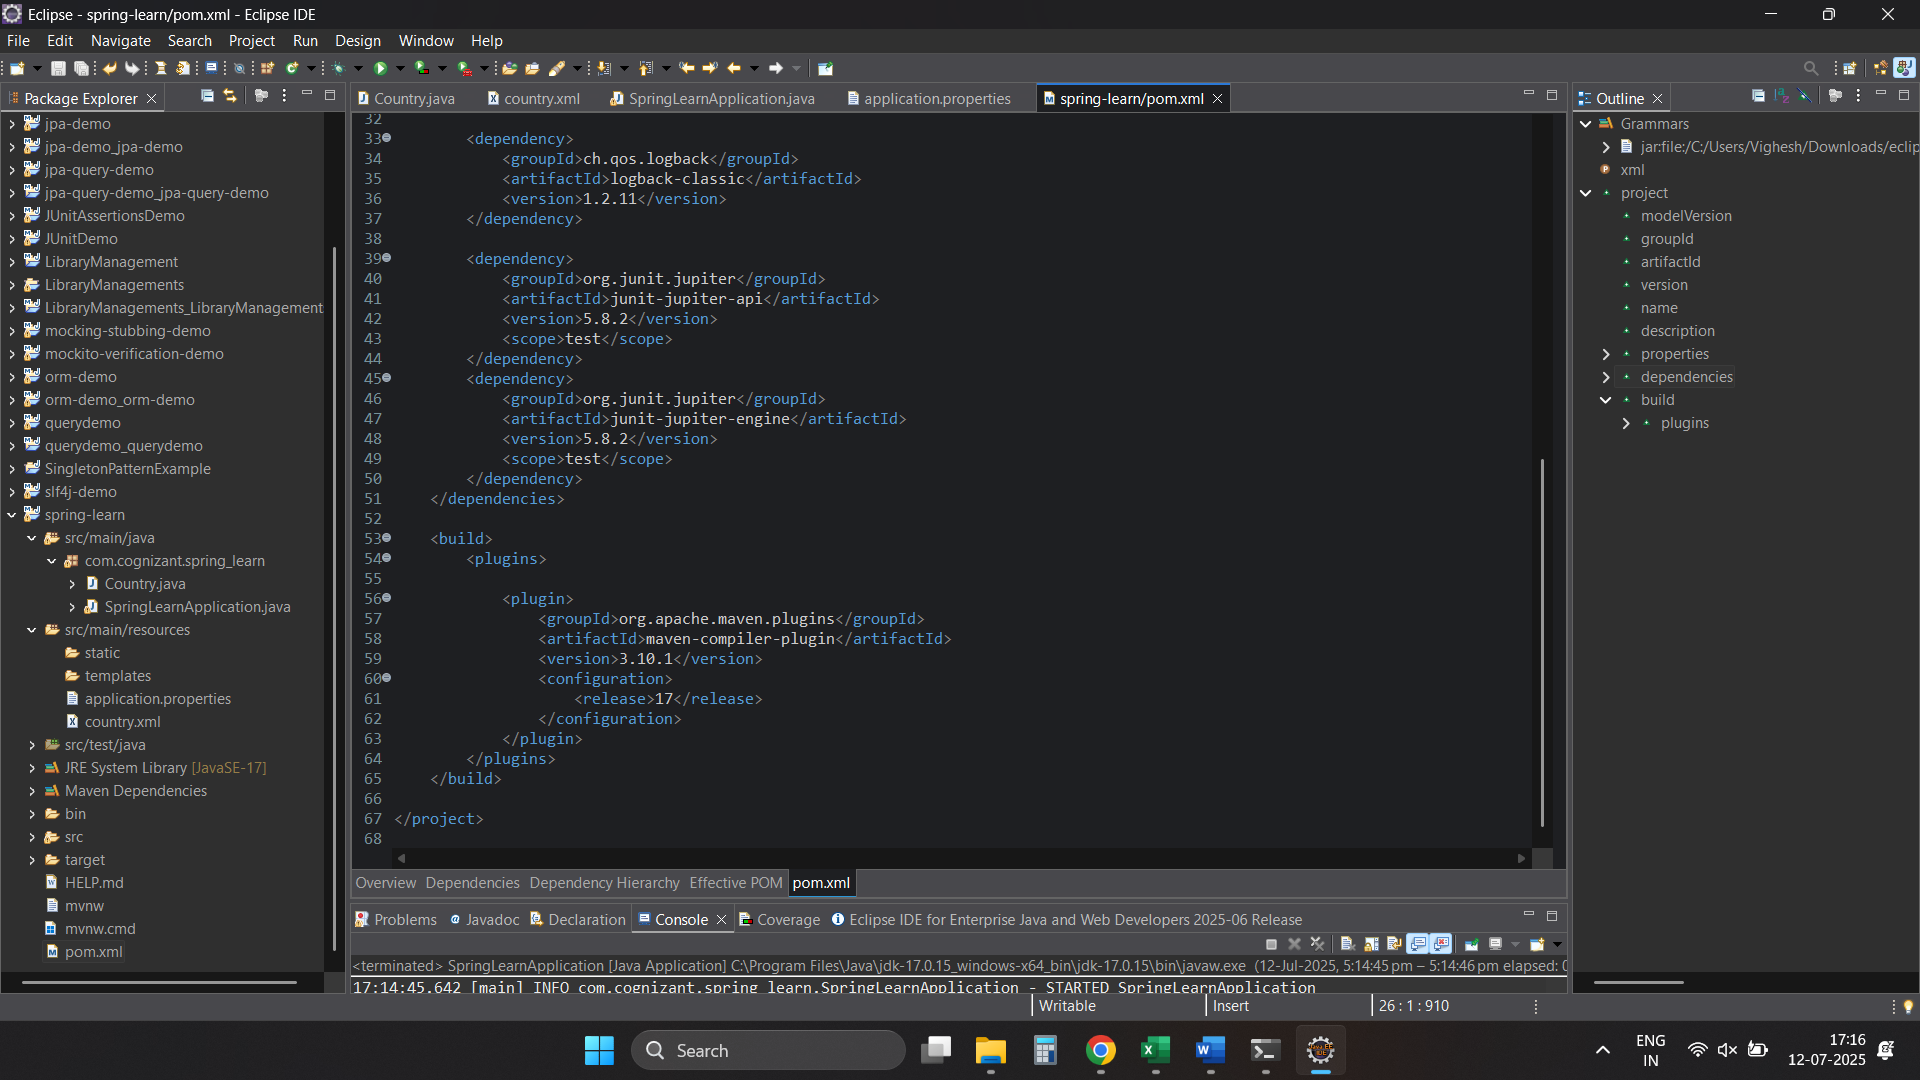 Eclipse - spring-learn/pom.xml - Eclipse IDE
File Edit Navigate Search Project Run Design Window Help
Package Explorer
jpa-demo
jpa-demo_jpa-demo
jpa-query-demo
jpa-query-demo_jpa-query-demo
JUnitAssertionsDemo
JUnitDemo
LibraryManagement
LibraryManagements
LibraryManagements_LibraryManagement
mocking-stubbing-demo
mockito-verification-demo
orm-demo
orm-demo_orm-demo
querydemo
querydemo_querydemo
SingletonPatternExample
slf4j-demo
spring-learn
src/main/java
com.cognizant.spring_learn
Country.java
SpringLearnApplication.java
src/main/resources
static
templates
application.properties
country.xml
src/test/java
JRE System Library [JavaSE-17]
Maven Dependencies
bin
src
target
HELP.md
mvnw
mvnw.cmd
pom.xml
Country.java country.xml SpringLearnApplication.java application.properties spring-learn/pom.xml
32
33 <dependency>
34 <groupId>ch.qos.logback</groupId>
35 <artifactId>logback-classic</artifactId>
36 <version>1.2.11</version>
37 </dependency>
38
39 <dependency>
40 <groupId>org.junit.jupiter</groupId>
41 <artifactId>junit-jupiter-api</artifactId>
42 <version>5.8.2</version>
43 <scope>test</scope>
44 </dependency>
45 <dependency>
46 <groupId>org.junit.jupiter</groupId>
47 <artifactId>junit-jupiter-engine</artifactId>
48 <version>5.8.2</version>
49 <scope>test</scope>
50 </dependency>
51 </dependencies>
52
53 <build>
54 <plugins>
55
56 <plugin>
57 <groupId>org.apache.maven.plugins</groupId>
58 <artifactId>maven-compiler-plugin</artifactId>
59 <version>3.10.1</version>
60 <configuration>
61 <release>17</release>
62 </configuration>
63 </plugin>
64 </plugins>
65 </build>
66
67 </project>
68
Overview Dependencies Dependency Hierarchy Effective POM pom.xml
Problems Javadoc Declaration Console Coverage Eclipse IDE for Enterprise Java and Web Developers 2025-06 Release
<terminated> SpringLearnApplication [Java Application] C:\Program Files\Java\jdk-17.0.15_windows-x64_bin\jdk-17.0.15\bin\javaw.exe (12-Jul-2025, 5:14:45 pm – 5:14:46 pm elapsed: 0
17:14:45.642 [main] INFO com.cognizant.spring_learn.SpringLearnApplication - STARTED SpringLearnApplication
Outline
Grammars
jar:file:/C:/Users/Vighesh/Downloads/eclip
xml
project
modelVersion
groupId
artifactId
version
name
description
properties
dependencies
build
plugins
Writable Insert 26 : 1 : 910
Search
ENG
IN
17:16
12-07-2025